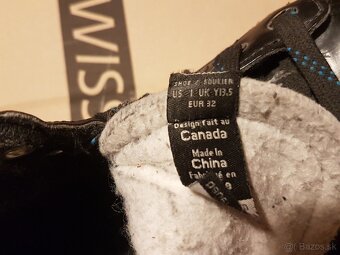 WISS
SHOE / SOULIER
US 1 UK Y13.5
EUR 32
Design fait au
Canada
Made in
China
Fabriqué en
© Bazos.sk